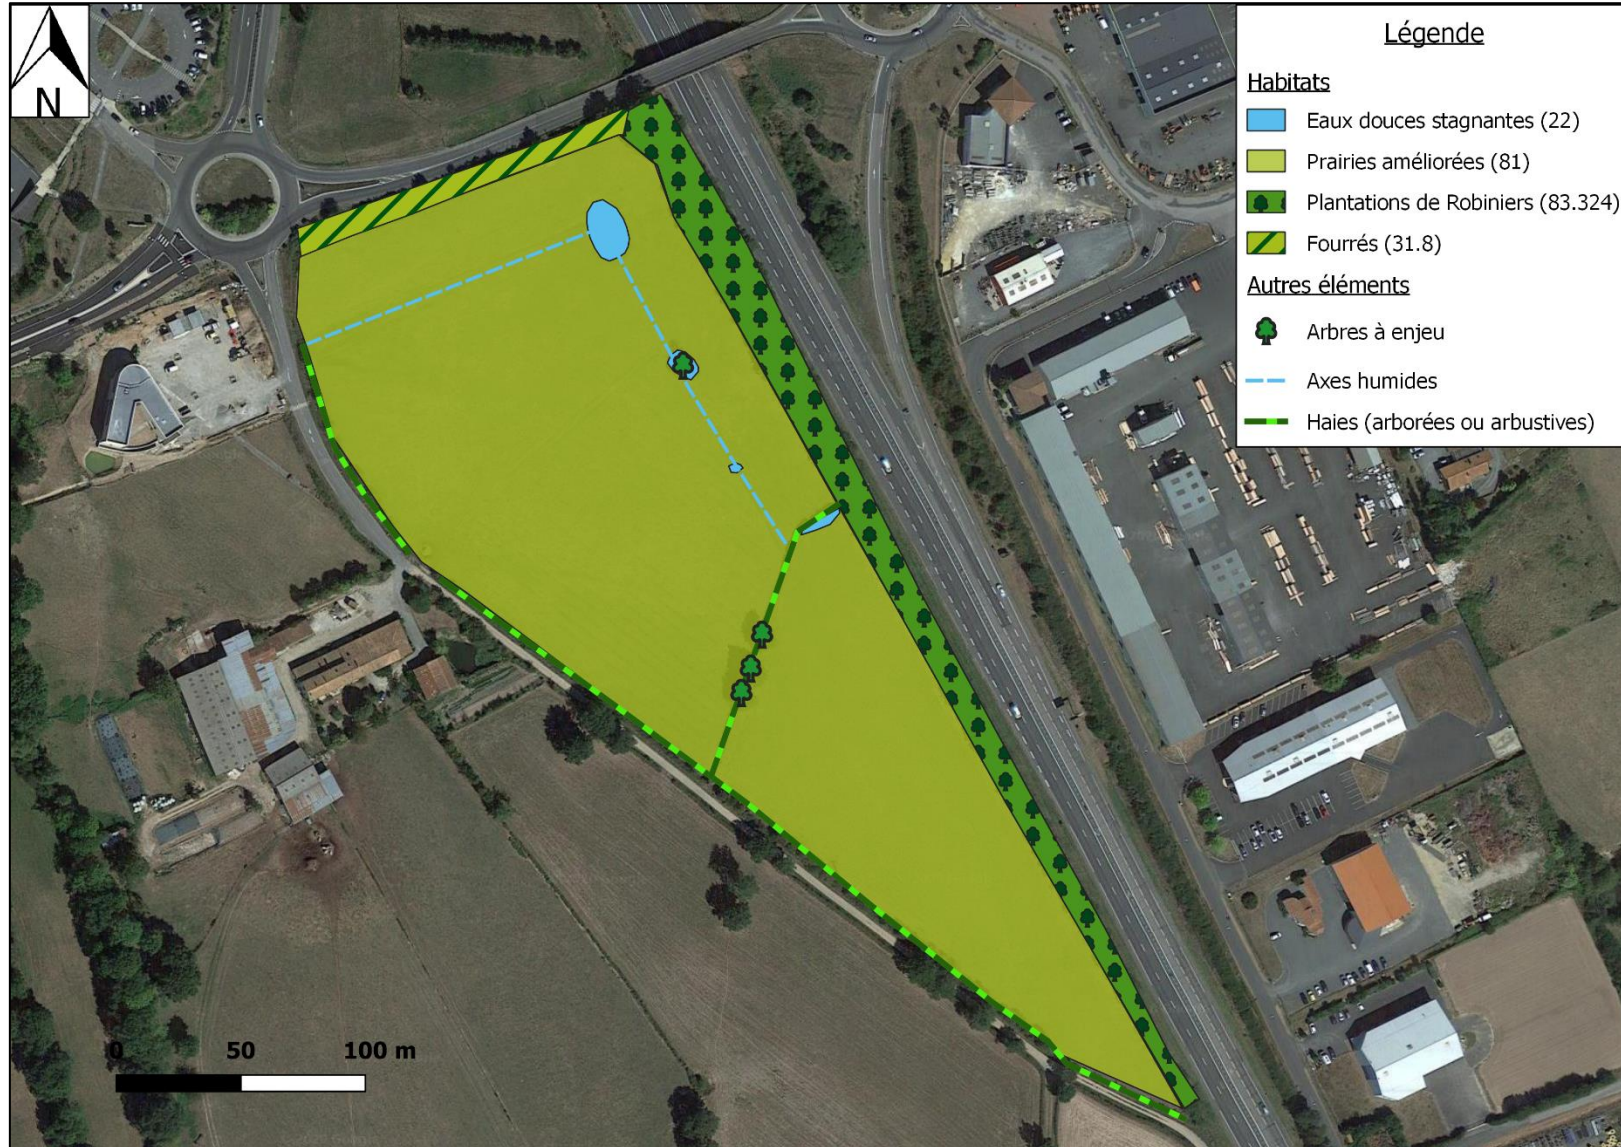 N
Légende
Habitats
Eaux douces stagnantes (22)
Prairies améliorées (81)
Plantations de Robiniers (83.324)
Fourrés (31.8)
Autres éléments
Arbres à enjeu
Axes humides
Haies (arborées ou arbustives)
0 50 100 m